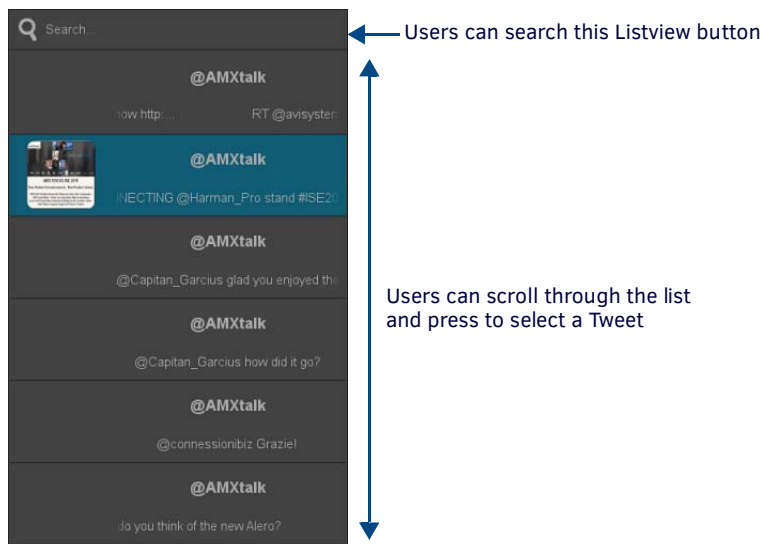 Search...
Users can search this Listview button
@AMXtalk
now http:... RT @avisystem
@AMXtalk
INECTING @Harman_Pro stand #ISE20
@AMXtalk
@Capitan_Garcius glad you enjoyed the
Users can scroll through the list
and press to select a Tweet
@AMXtalk
@Capitan_Garcius how did it go?
@AMXtalk
@connessionibiz Grazie!
@AMXtalk
do you think of the new Alero?